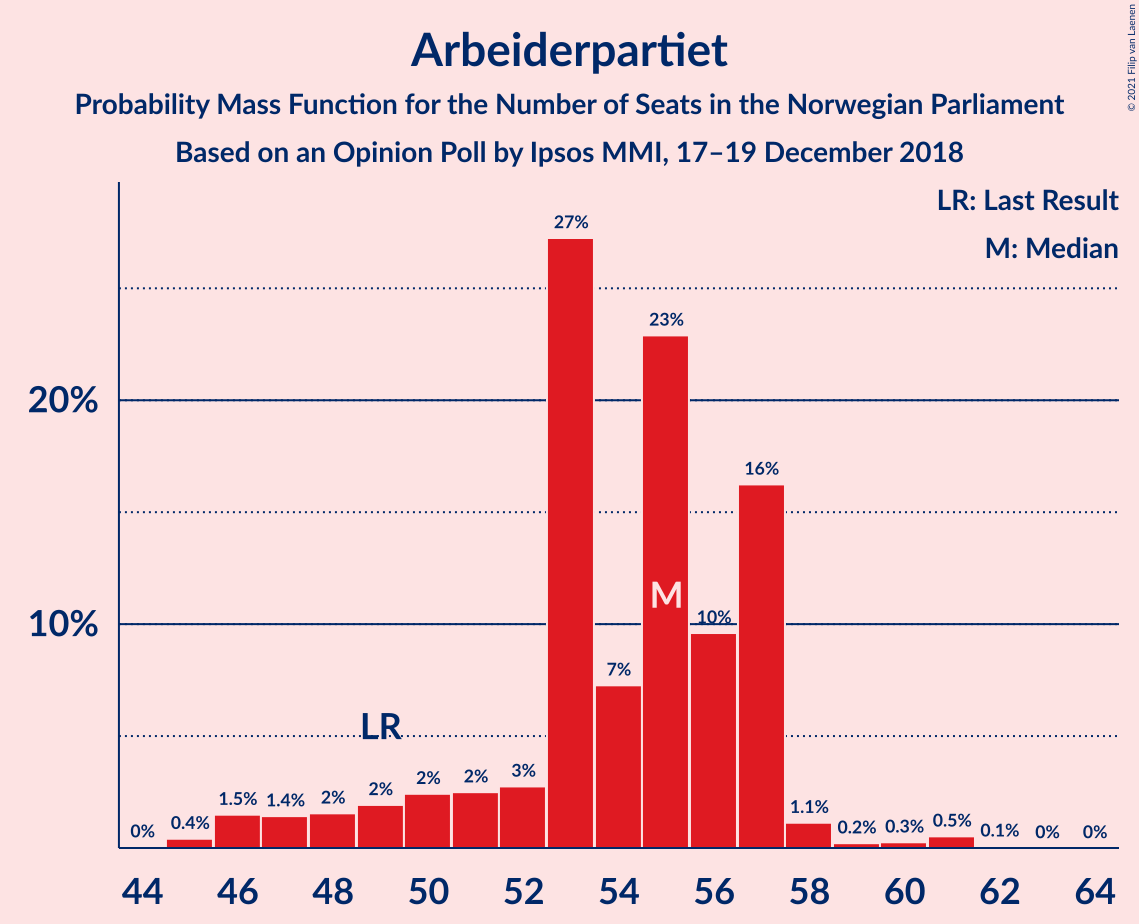 Arbeiderpartiet
Probability Mass Function for the Number of Seats in the Norwegian Parliament
Based on an Opinion Poll by Ipsos MMI, 17–19 December 2018
© 2021 Filip van Laenen
LR: Last Result
M: Median
20%
10%
0% 0.4% 1.5% 1.4% 2% 2% 2% 2% 3% 27% 7% 23% 10% 16% 1.1% 0.2% 0.3% 0.5% 0.1% 0% 0%
LR
M
44 46 48 50 52 54 56 58 60 62 64